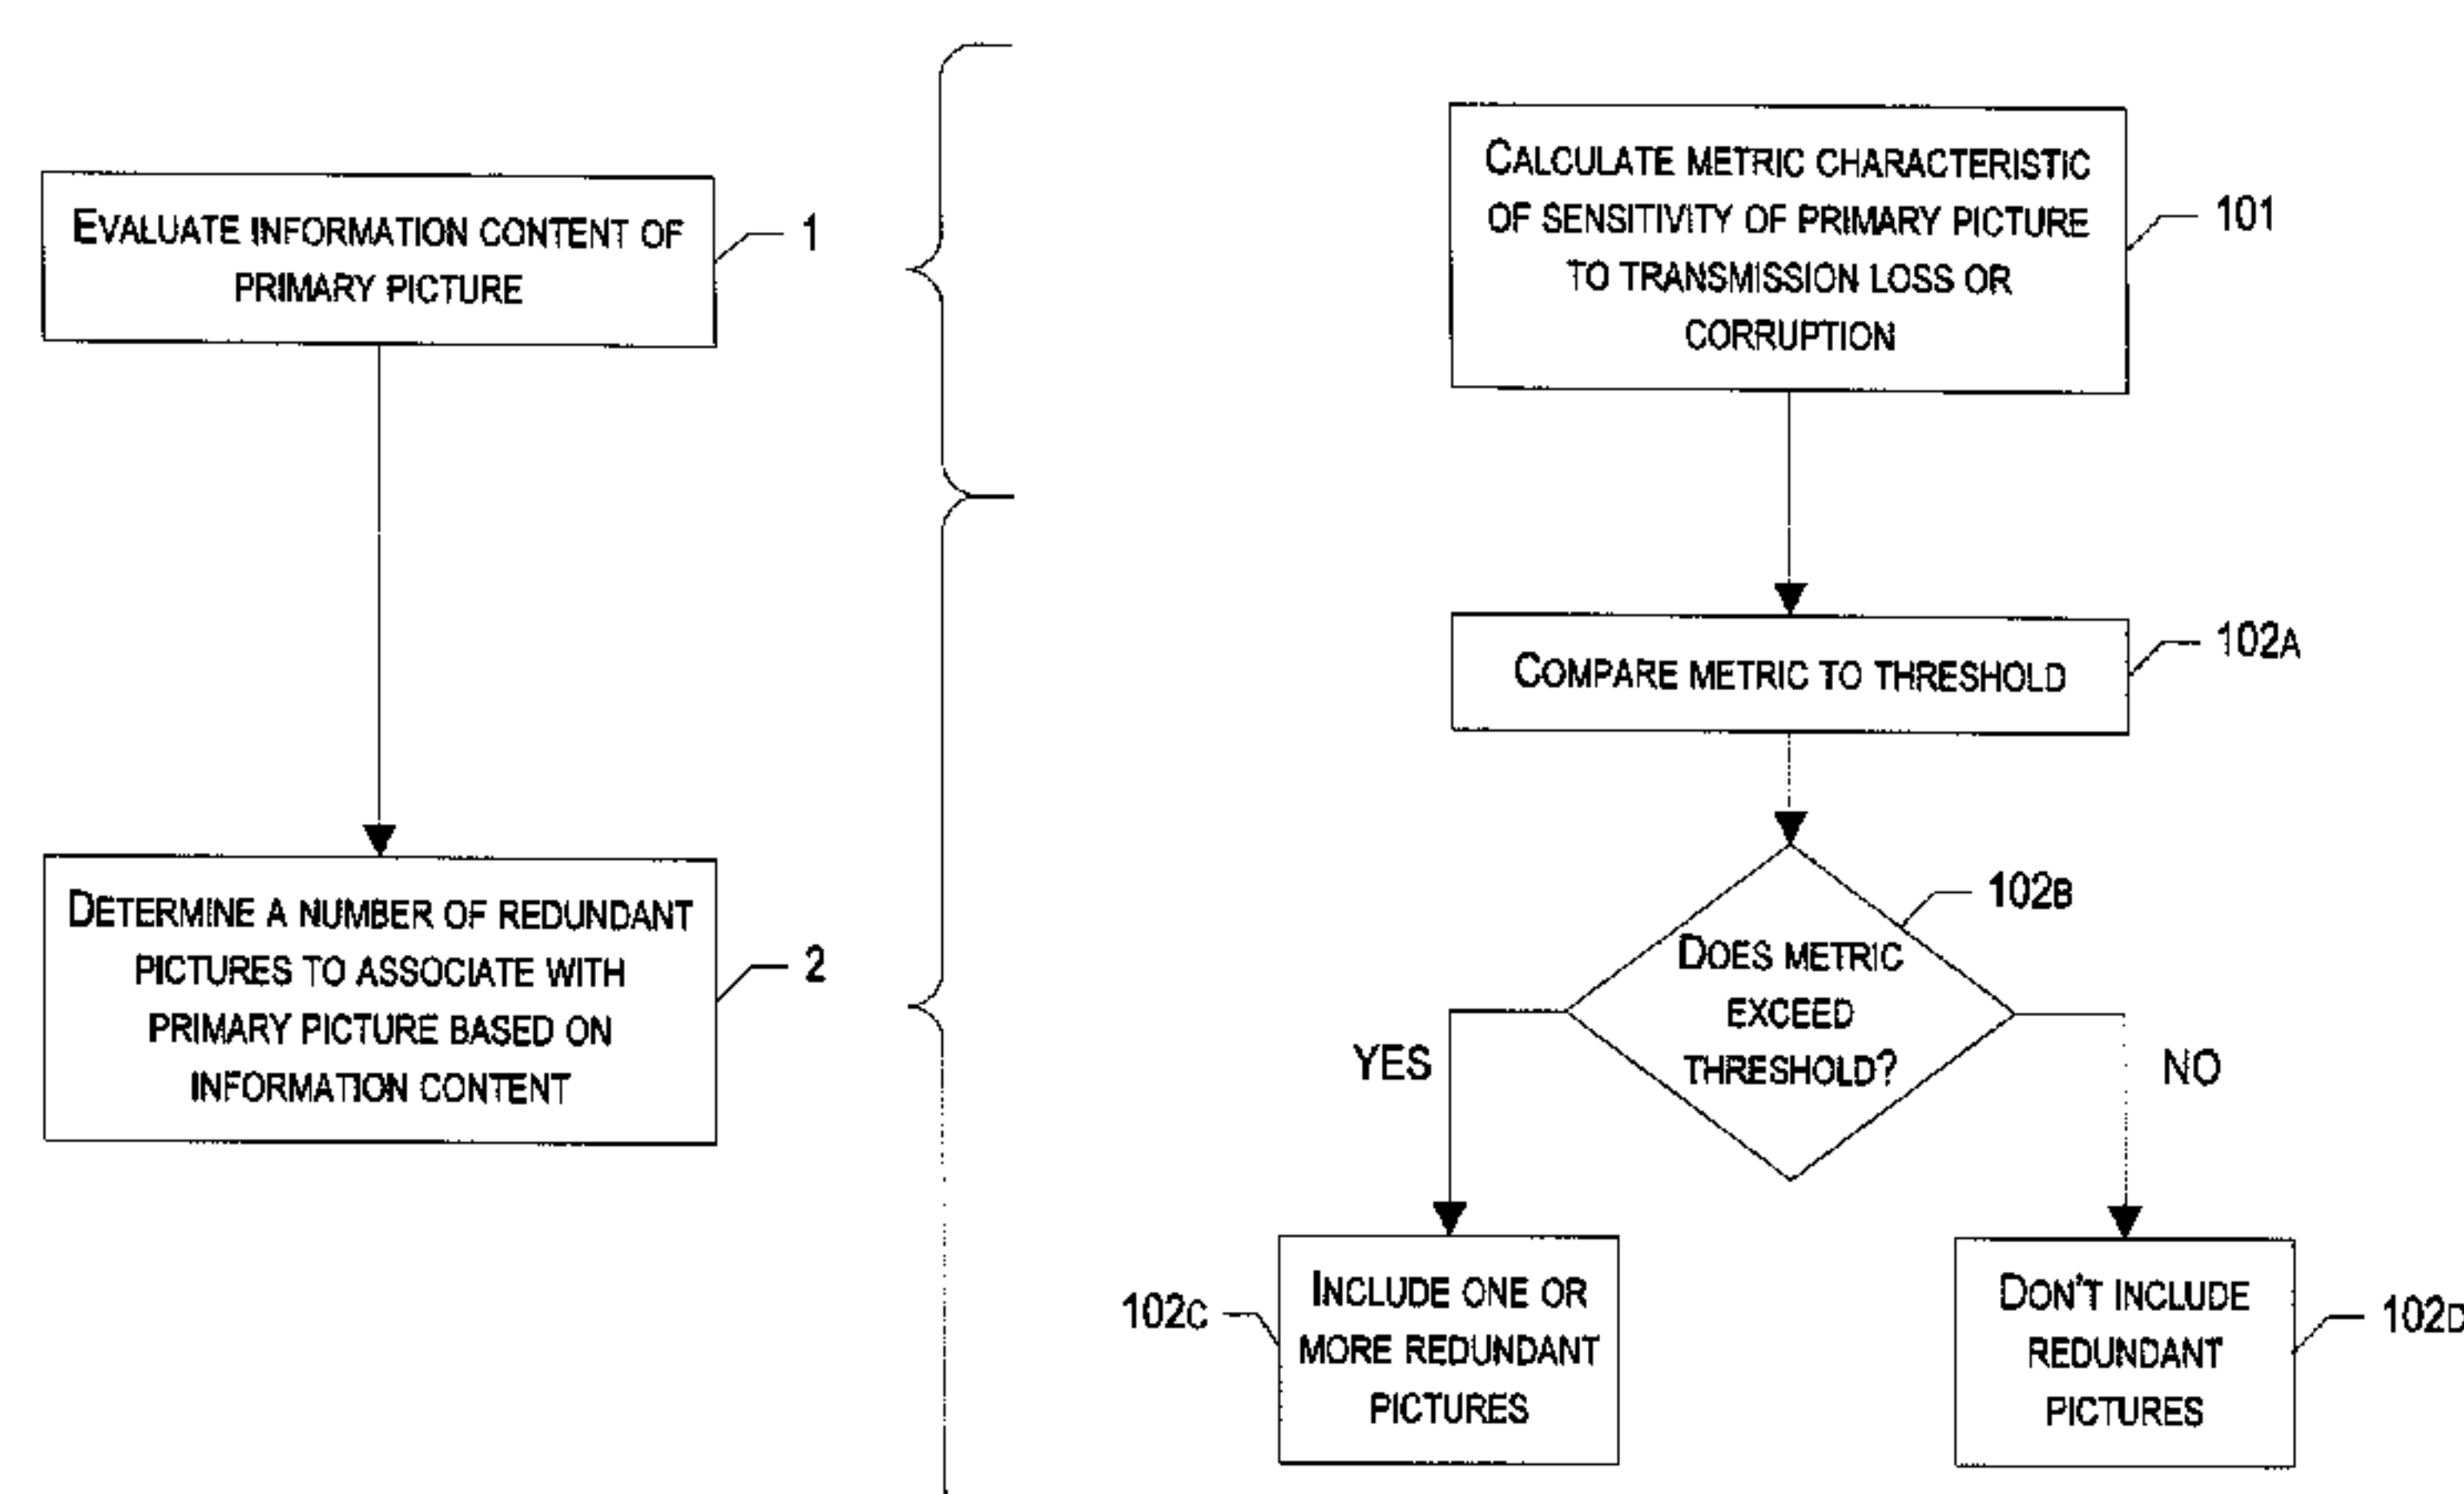 EVALUATE INFORMATION CONTENT OF
PRIMARY PICTURE
1
DETERMINE A NUMBER OF REDUNDANT
PICTURES TO ASSOCIATE WITH
PRIMARY PICTURE BASED ON
INFORMATION CONTENT
2
CALCULATE METRIC CHARACTERISTIC
OF SENSITIVITY OF PRIMARY PICTURE
TO TRANSMISSION LOSS OR
CORRUPTION
101
COMPARE METRIC TO THRESHOLD
102A
DOES METRIC
EXCEED
THRESHOLD?
102B
YES
NO
INCLUDE ONE OR
MORE REDUNDANT
PICTURES
102C
DON'T INCLUDE
REDUNDANT
PICTURES
102D